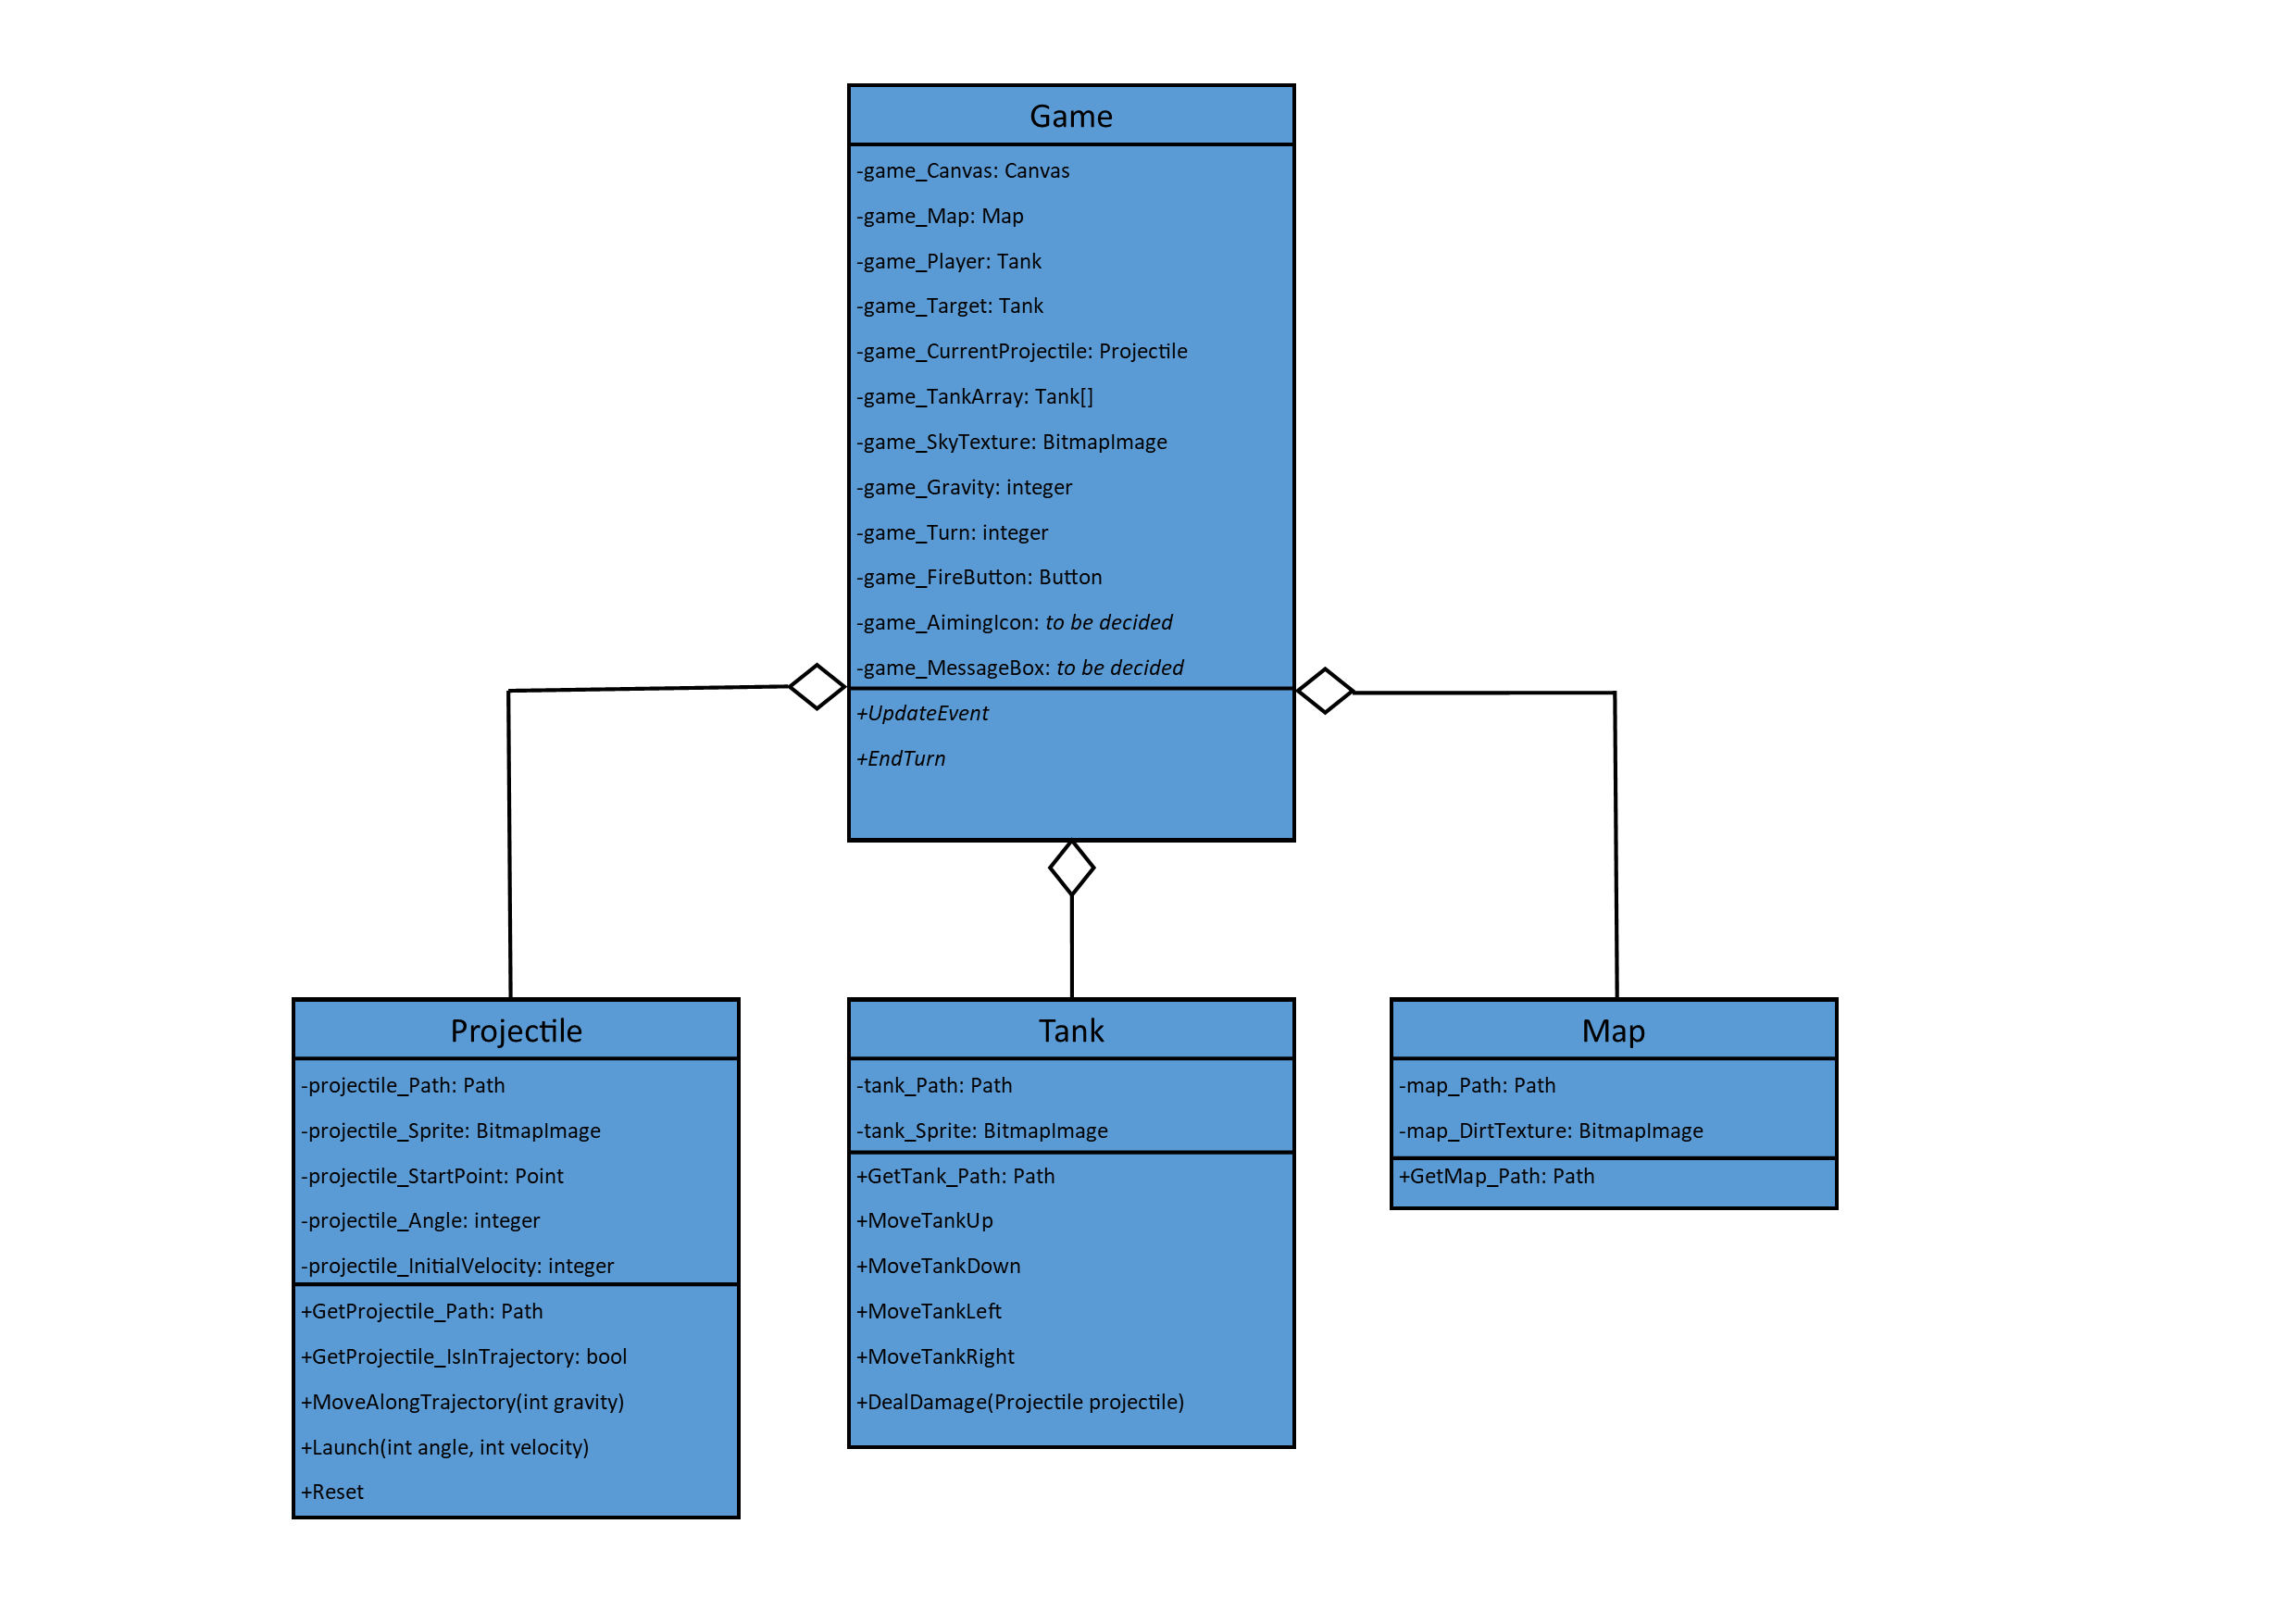 Game
-game_Canvas: Canvas
-game_Map: Map
-game_Player: Tank
-game_Target: Tank
-game_CurrentProjectile: Projectile
-game_TankArray: Tank[]
-game_SkyTexture: BitmapImage
-game_Gravity: integer
-game_Turn: integer
-game_FireButton: Button
-game_AimingIcon: to be decided
-game_MessageBox: to be decided
+UpdateEvent
+EndTurn
Projectile
-projectile_Path: Path
-projectile_Sprite: BitmapImage
-projectile_StartPoint: Point
-projectile_Angle: integer
-projectile_InitialVelocity: integer
+GetProjectile_Path: Path
+GetProjectile_IsInTrajectory: bool
+MoveAlongTrajectory(int gravity)
+Launch(int angle, int velocity)
+Reset
Tank
-tank_Path: Path
-tank_Sprite: BitmapImage
+GetTank_Path: Path
+MoveTankUp
+MoveTankDown
+MoveTankLeft
+MoveTankRight
+DealDamage(Projectile projectile)
Map
-map_Path: Path
-map_DirtTexture: BitmapImage
+GetMap_Path: Path